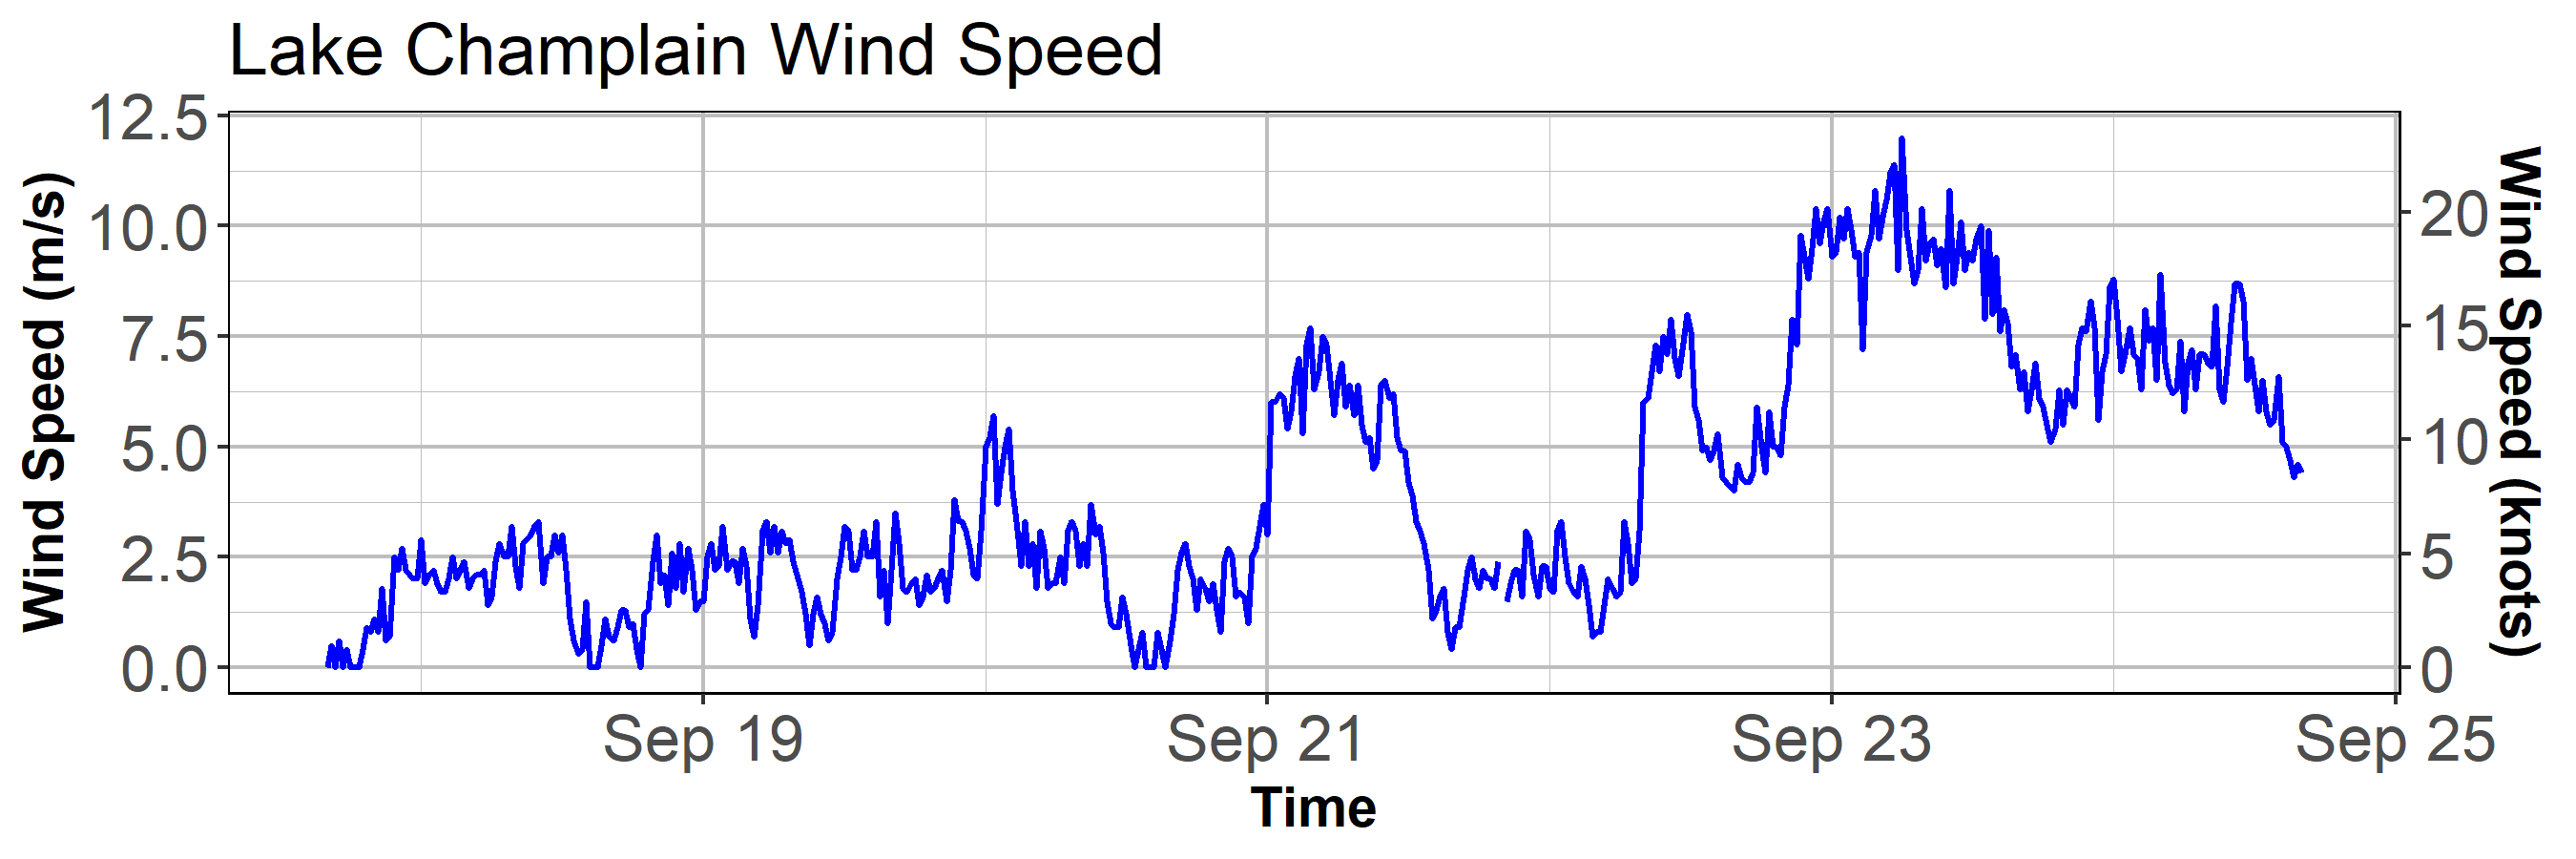 Lake Champlain Wind Speed
Wind Speed (m/s)
12.5
10.0
7.5
5.0
2.5
0.0
Wind Speed (knots)
20
15
10
5
0
Sep 19
Sep 21
Sep 23
Sep 25
Time